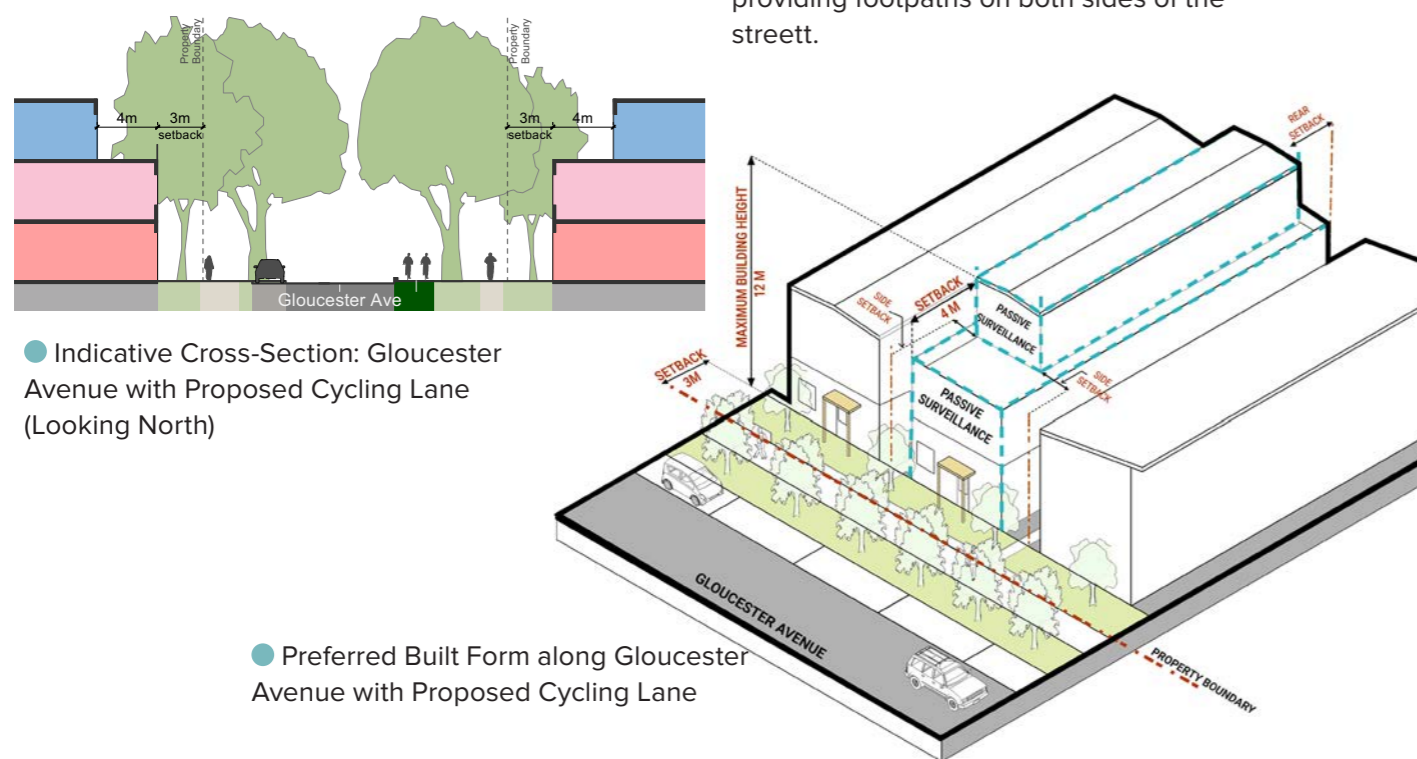 providing footpaths on both sides of the
streett.
Property
Boundary
Property
Boundary
4m
3m
setback
3m
setback
4m
Gloucester Ave
Indicative Cross-Section: Gloucester
Avenue with Proposed Cycling Lane
(Looking North)
REAR
SETBACK
MAXIMUM BUILDING HEIGHT
12 M
SIDE
SETBACK
SETBACK
4 M
PASSIVE
SURVEILLANCE
SETBACK
3M
PASSIVE
SURVEILLANCE
SIDE
SETBACK
GLOUCESTER AVENUE
PROPERTY BOUNDARY
Preferred Built Form along Gloucester
Avenue with Proposed Cycling Lane